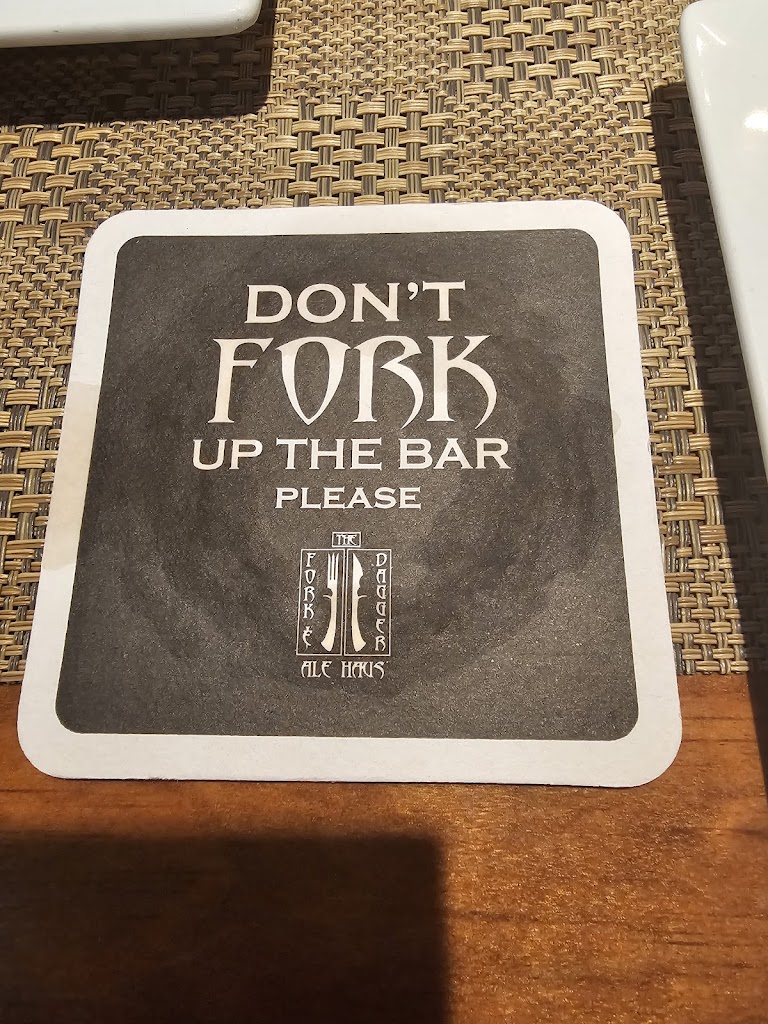 DON'T
FORK
UP THE BAR
PLEASE
THE
FORK &
DAGGER
ALE HAUS